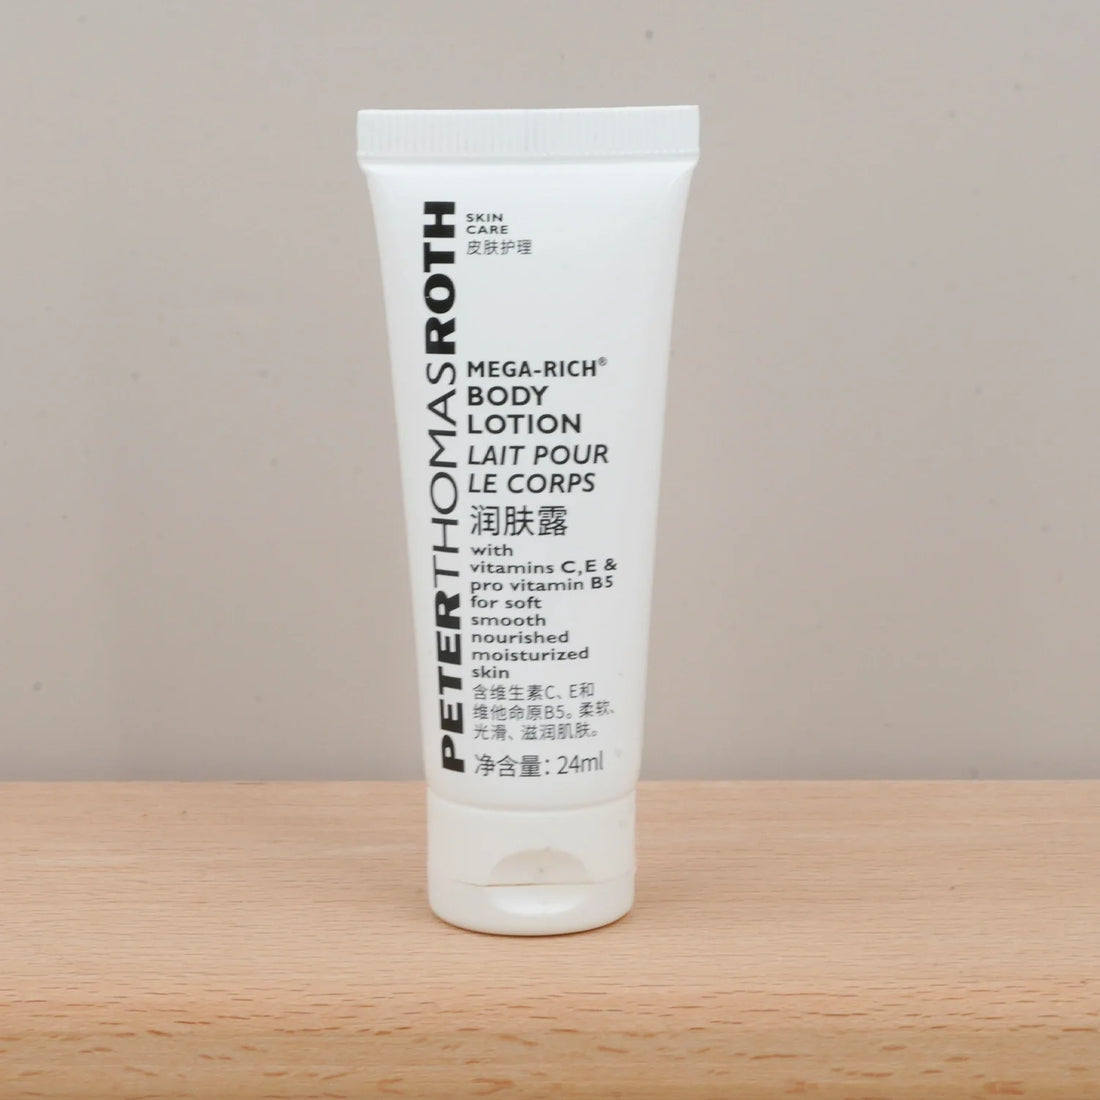 PETERTHOMASROTH
SKIN
CARE
皮肤护理
MEGA-RICH®
BODY
LOTION
LAIT POUR
LE CORPS
润肤露
with
vitamins C,E &
pro vitamin B5
for soft
smooth
nourished
moisturized
skin
含维生素C、E和
维他命原B5。柔软、
光滑、滋润肌肤。
净含量：24ml